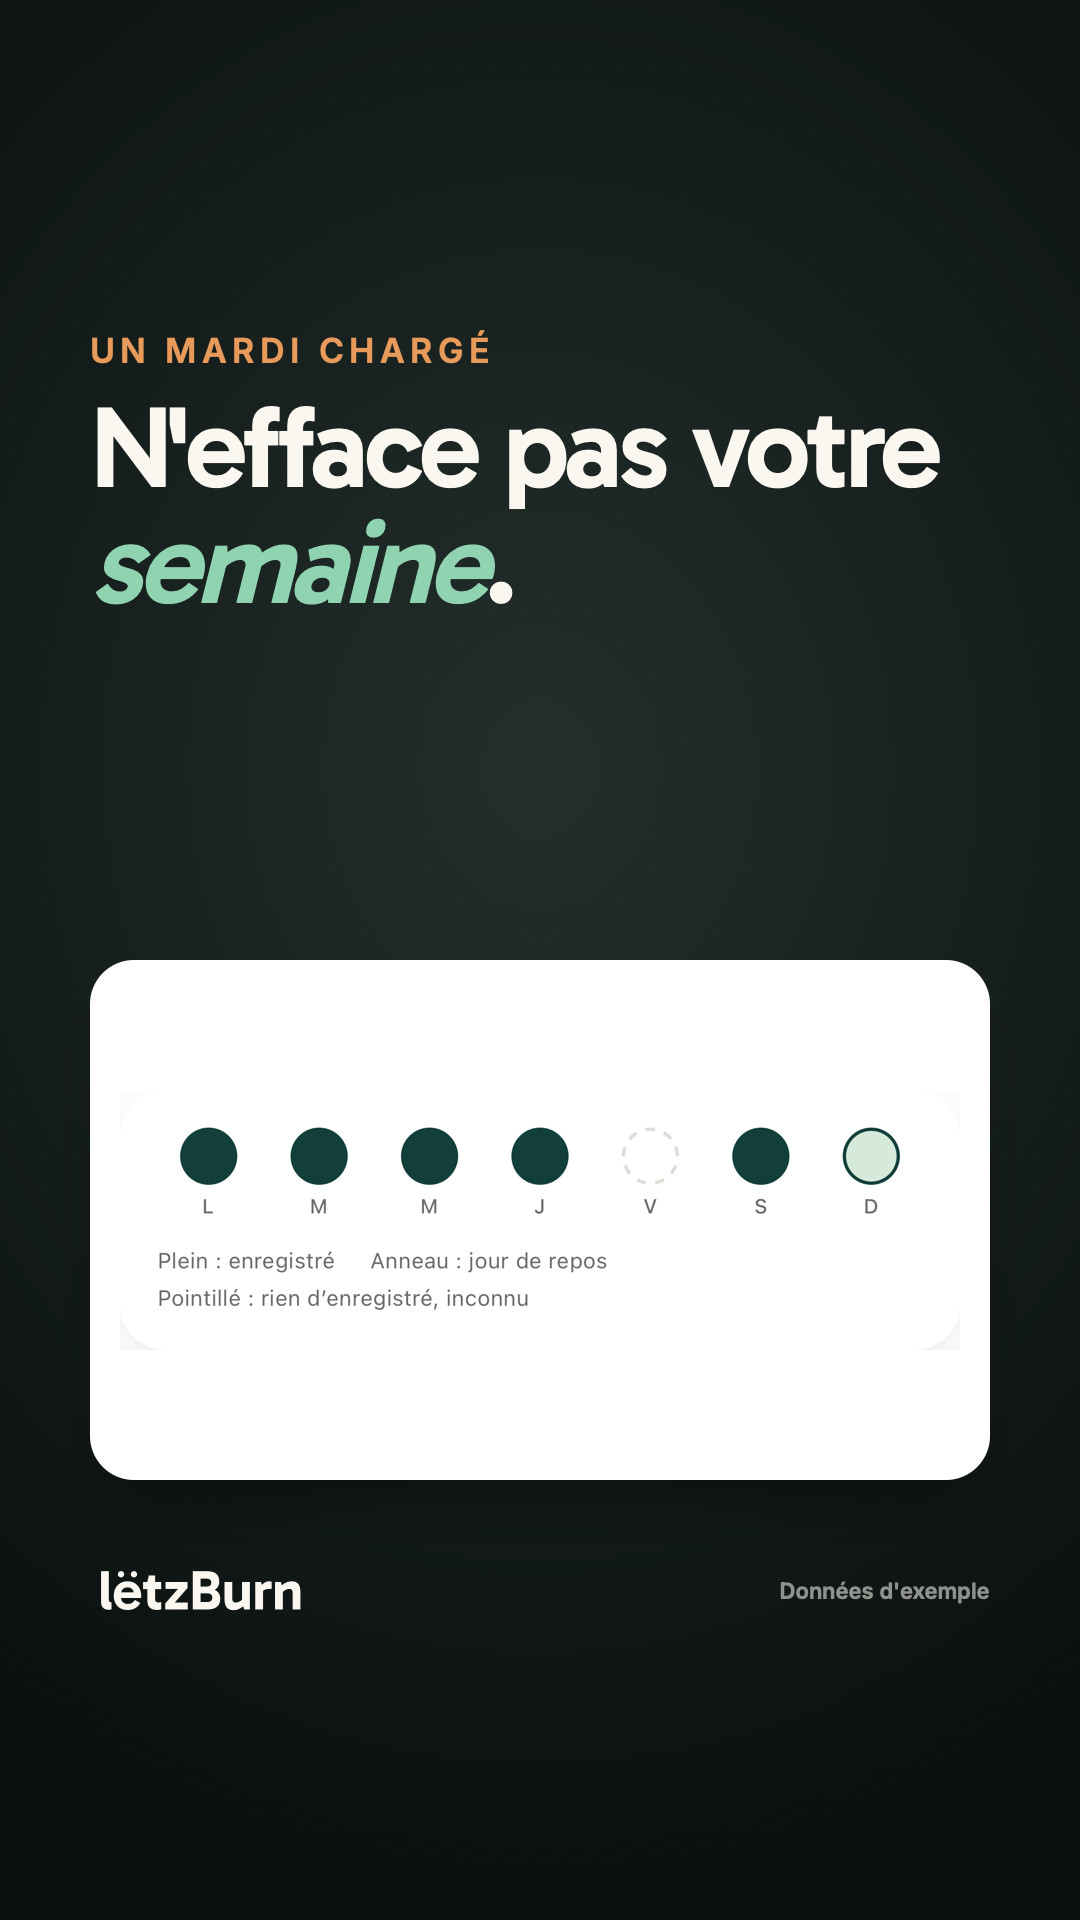 UN MARDI CHARGÉ
N'efface pas votre
semaine.
L M M J V S D
Plein : enregistré Anneau : jour de repos
Pointillé : rien d’enregistré, inconnu
lëtzBurn
Données d'exemple